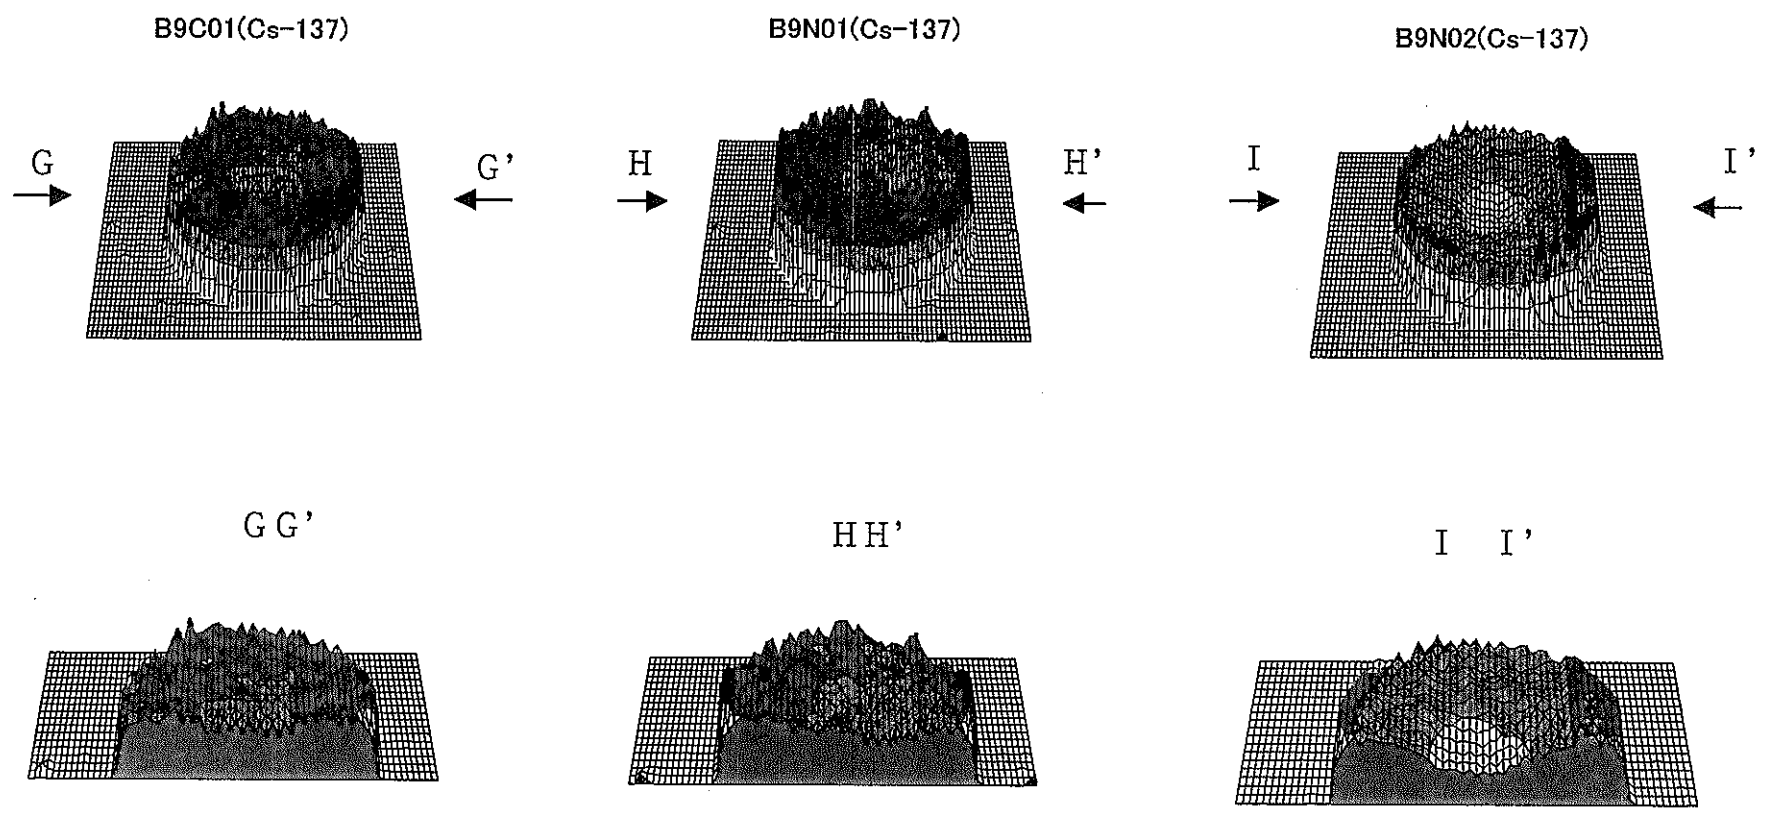 B9C01(Cs-137)
B9N01(Cs-137)
B9N02(Cs-137)
G
G'
H
H'
I
I'
GG'
HH'
I I'